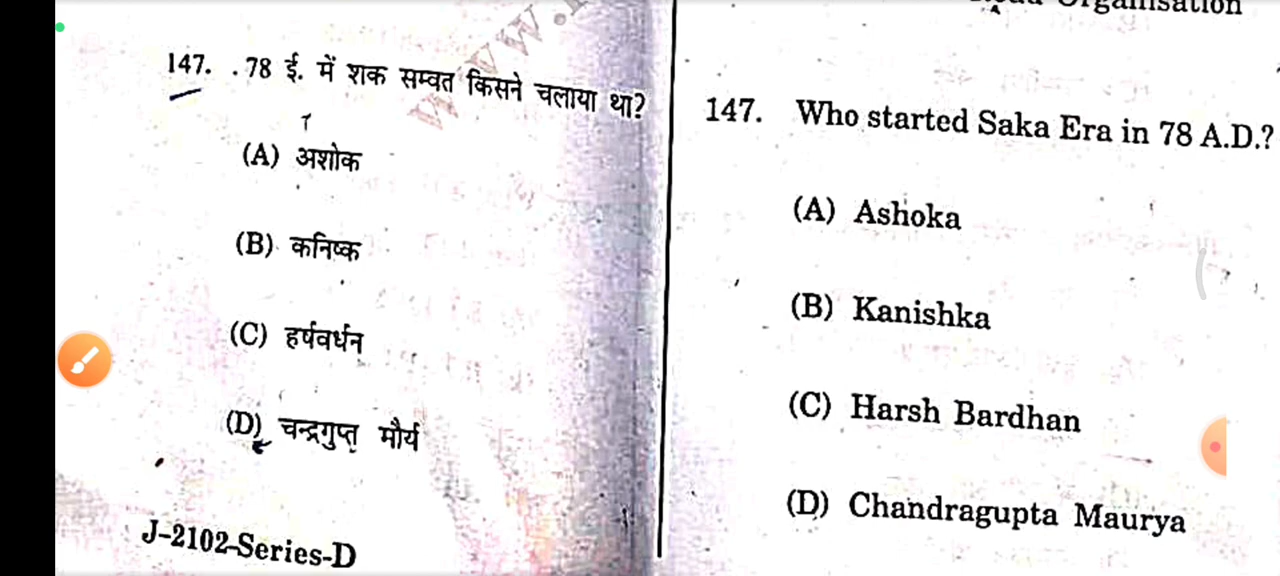 147. . 78 ई. में शक सम्वत किसने चलाया था?
(A) अशोक
(B) कनिष्क
(C) हर्षवर्धन
(D) चन्द्रगुप्त मौर्य
J-2102-Series-D
Organisation
147. Who started Saka Era in 78 A.D.?
(A) Ashoka
(B) Kanishka
(C) Harsh Bardhan
(D) Chandragupta Maurya